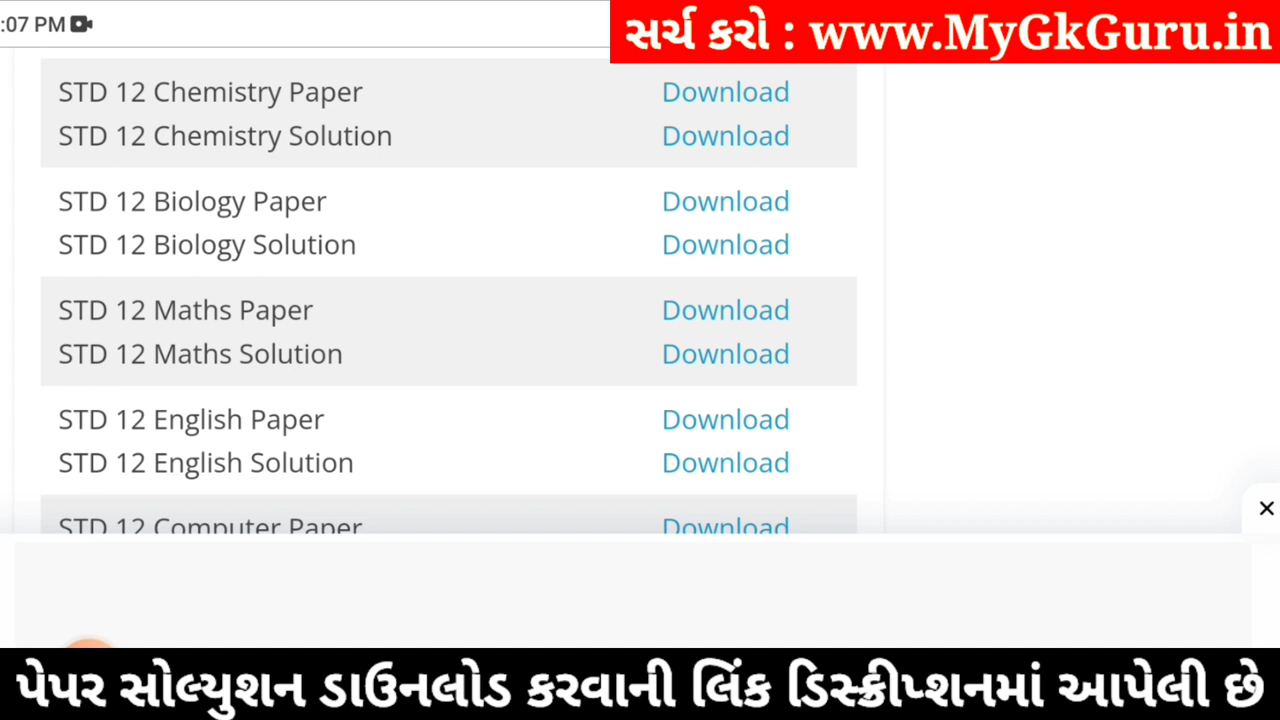 :07 PM
સર્ચ કરો : www.MyGkGuru.in
STD 12 Chemistry Paper Download
STD 12 Chemistry Solution Download
STD 12 Biology Paper Download
STD 12 Biology Solution Download
STD 12 Maths Paper Download
STD 12 Maths Solution Download
STD 12 English Paper Download
STD 12 English Solution Download
STD 12 Computer Paper Download
પેપર સોલ્યુશન ડાઉનલોડ કરવાની લિંક ડિસ્ક્રીપ્શનમાં આપેલી છે